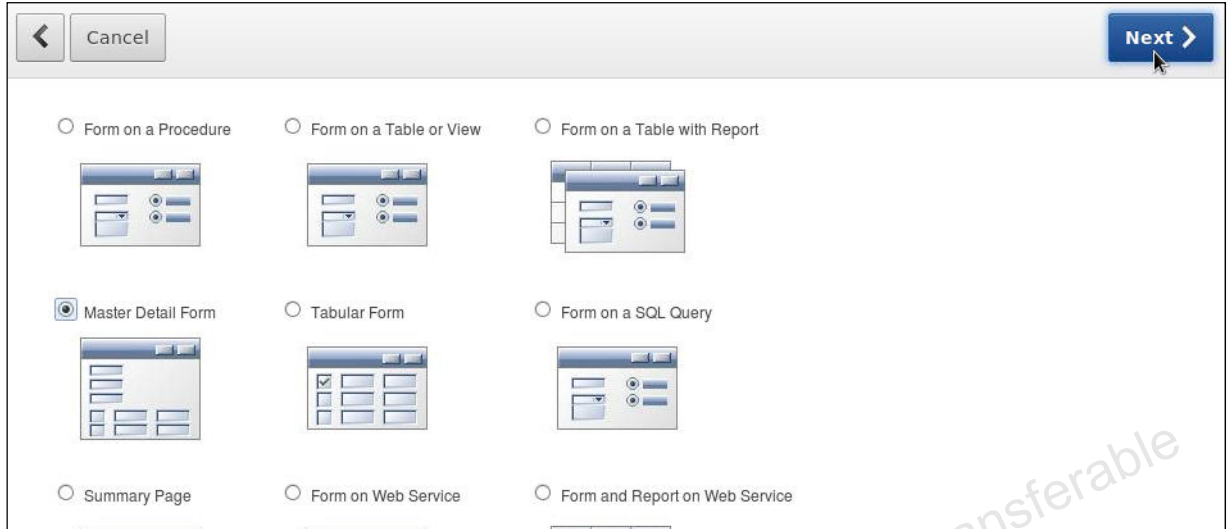 Cancel
Next
Form on a Procedure
Form on a Table or View
Form on a Table with Report
Master Detail Form
Tabular Form
Form on a SQL Query
Summary Page
Form on Web Service
Form and Report on Web Service